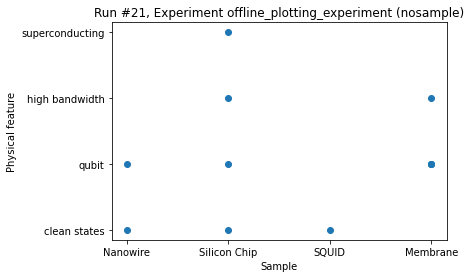 Run #21, Experiment offline_plotting_experiment (nosample)
superconducting
high bandwidth
qubit
clean states
Physical feature
Nanowire Silicon Chip SQUID Membrane
Sample